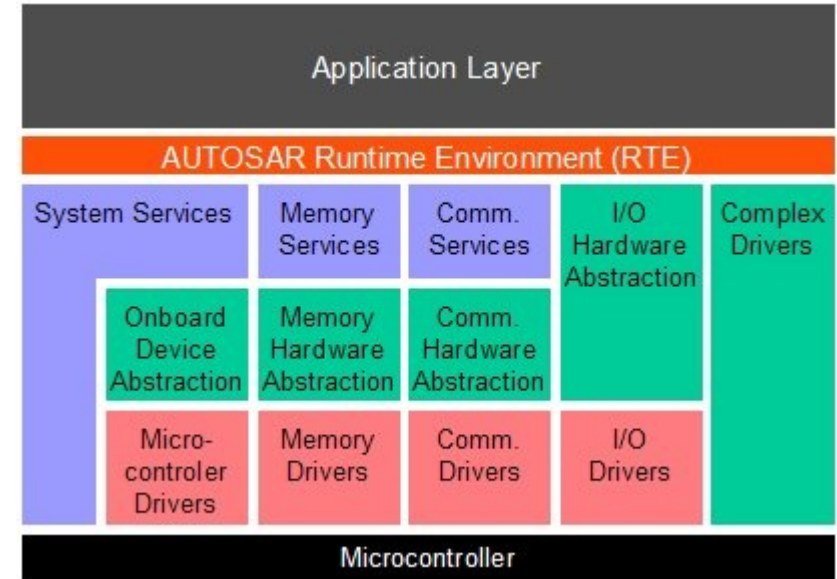 Application Layer
AUTOSAR Runtime Environment (RTE)
System Services
Memory
Services
Comm.
Services
I/O
Hardware
Abstraction
Complex
Drivers
Onboard
Device
Abstraction
Memory
Hardware
Abstraction
Comm.
Hardware
Abstraction
Micro-
controler
Drivers
Memory
Drivers
Comm.
Drivers
I/O
Drivers
Microcontroller